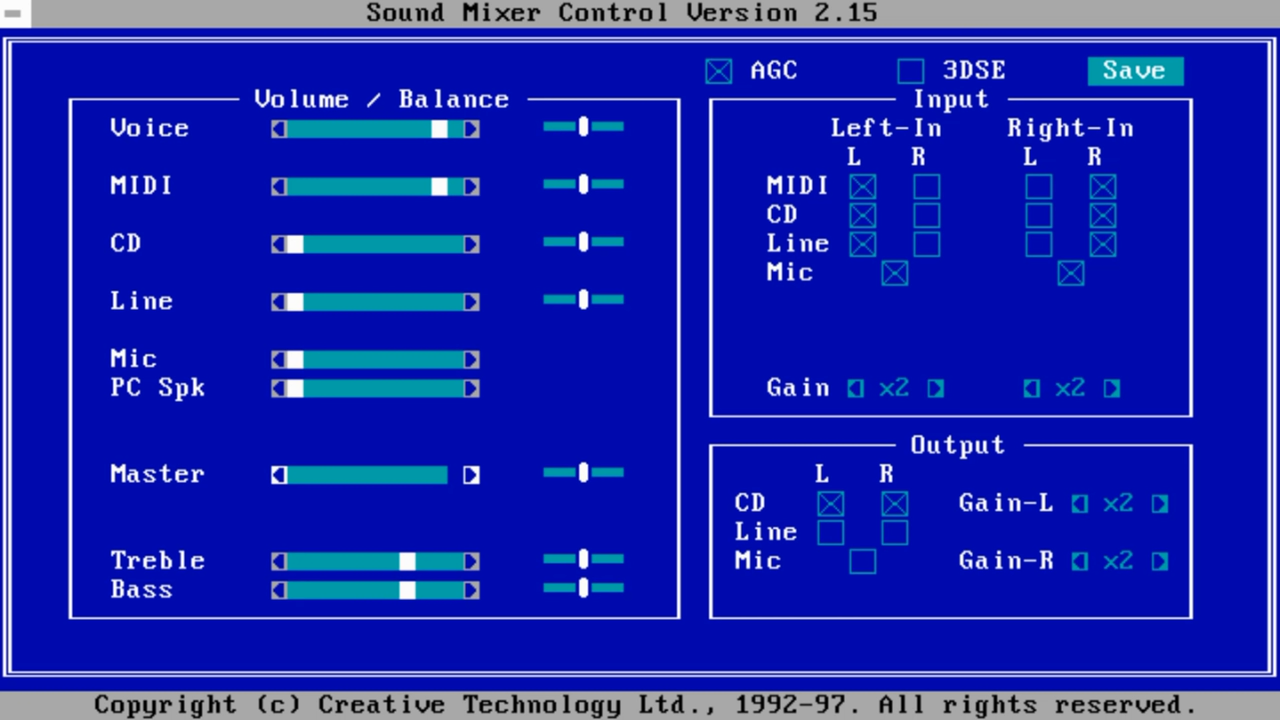 Sound Mixer Control Version 2.15
AGC 3DSE Save
Volume / Balance
Voice
MIDI
CD
Line
Mic
PC Spk
Master
Treble
Bass
Input
Left-In Right-In
L R L R
MIDI
CD
Line
Mic
Gain x2 x2
Output
L R
CD Gain-L x2
Line
Mic Gain-R x2
Copyright (c) Creative Technology Ltd., 1992-97. All rights reserved.